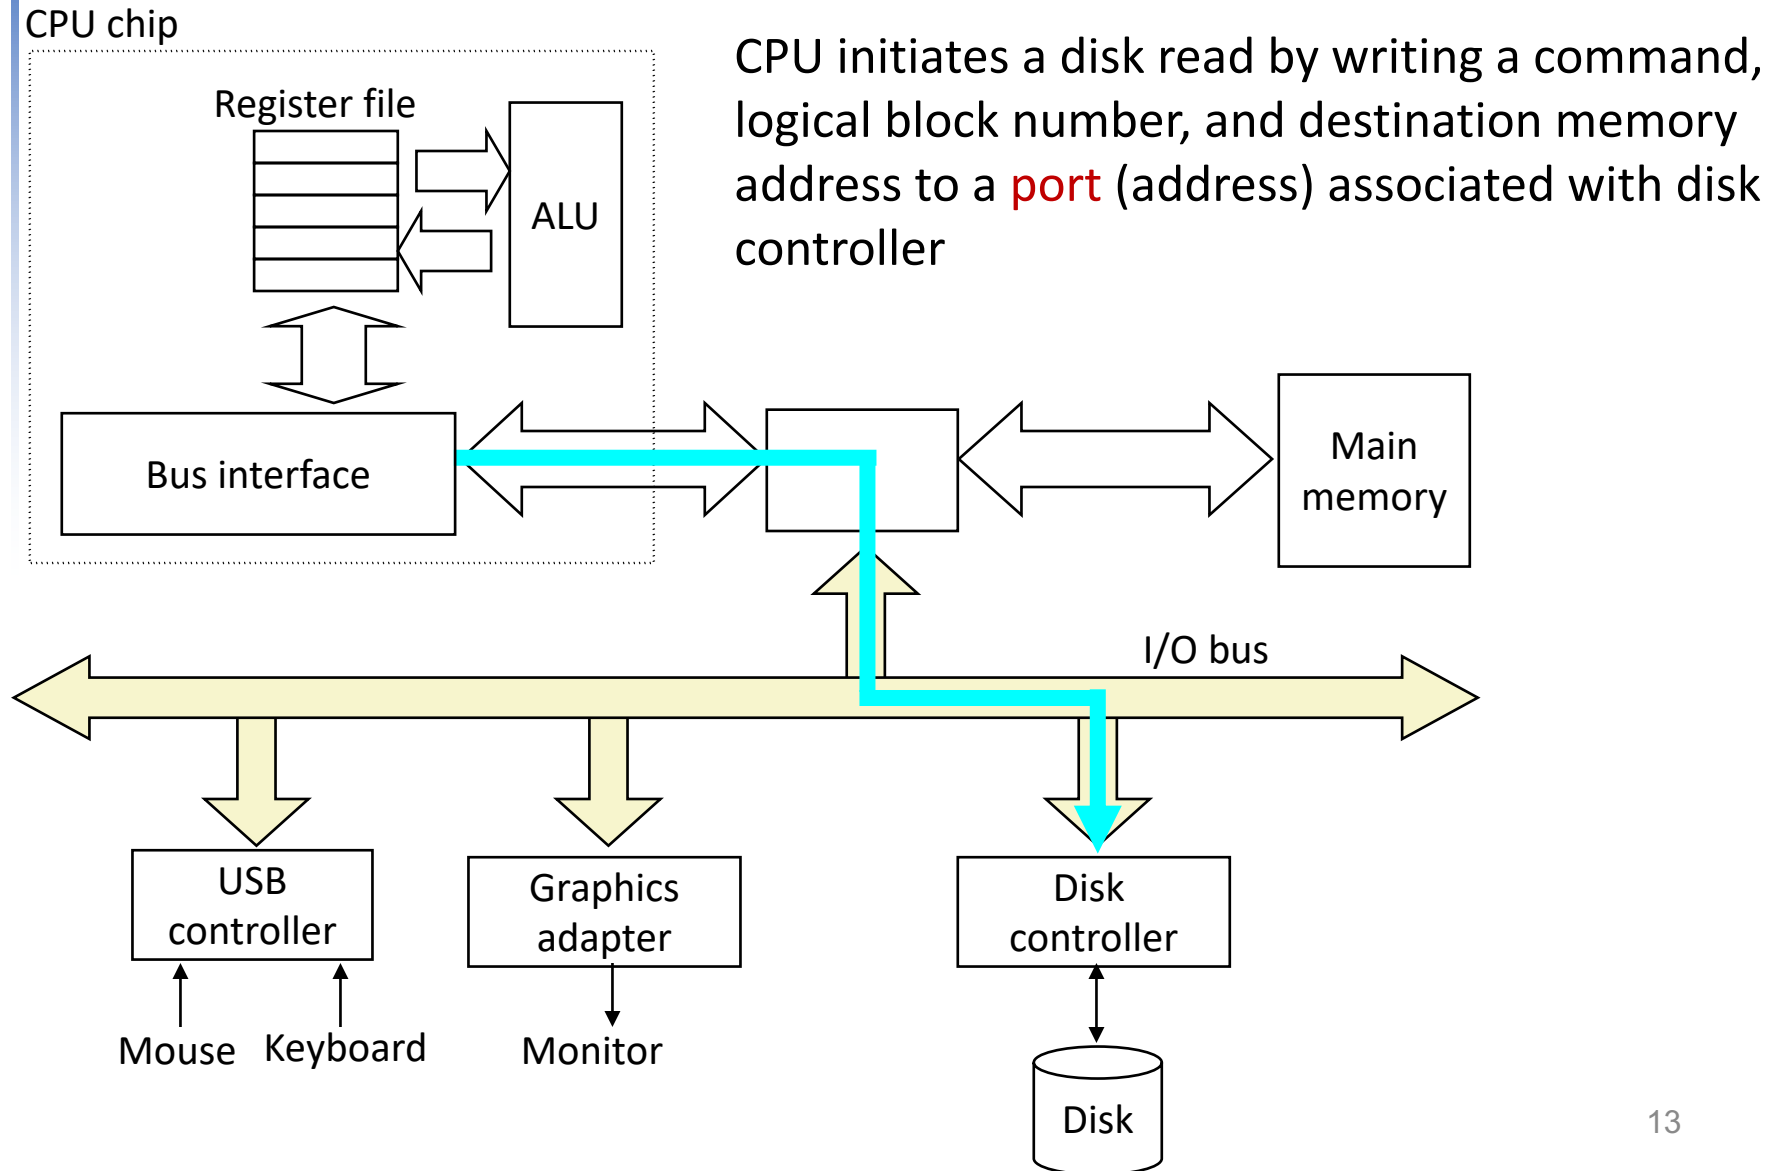 CPU chip
CPU initiates a disk read by writing a command,
logical block number, and destination memory
address to a port (address) associated with disk
controller
Register file
ALU
Bus interface
Main
memory
I/O bus
USB
controller
Graphics
adapter
Disk
controller
Mouse
Keyboard
Monitor
Disk
13